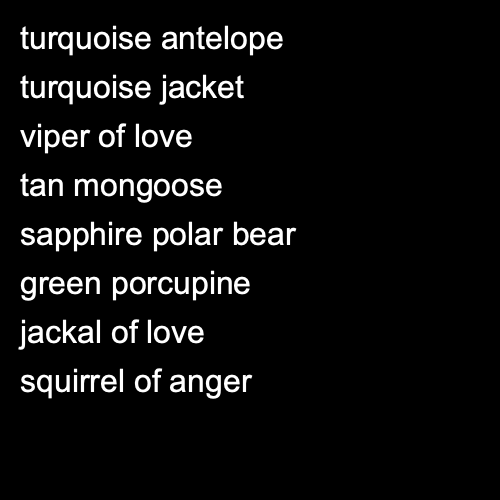 turquoise antelope
turquoise jacket
viper of love
tan mongoose
sapphire polar bear
green porcupine
jackal of love
squirrel of anger